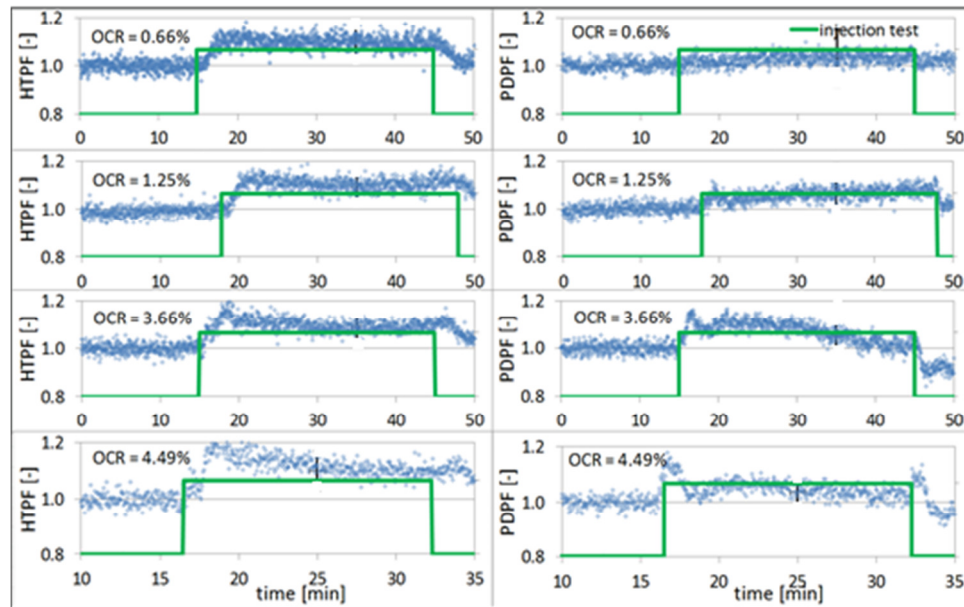 1.2
OCR = 0.66%
HTPF [-]
1.0
0.8
0 10 20 30 40 50
1.2
OCR = 0.66%
injection test
PDPF [-]
1.0
0.8
0 10 20 30 40 50
1.2
OCR = 1.25%
HTPF [-]
1.0
0.8
0 10 20 30 40 50
1.2
OCR = 1.25%
PDPF [-]
1.0
0.8
0 10 20 30 40 50
1.2
OCR = 3.66%
HTPF [-]
1.0
0.8
0 10 20 30 40 50
1.2
OCR = 3.66%
PDPF [-]
1.0
0.8
0 10 20 30 40 50
1.2
OCR = 4.49%
HTPF [-]
1.0
0.8
10 15 20 25 33 35
time [min]
1.2
OCR = 4.49%
PDPF [-]
1.0
0.8
10 15 20 25 33 35
time [min]